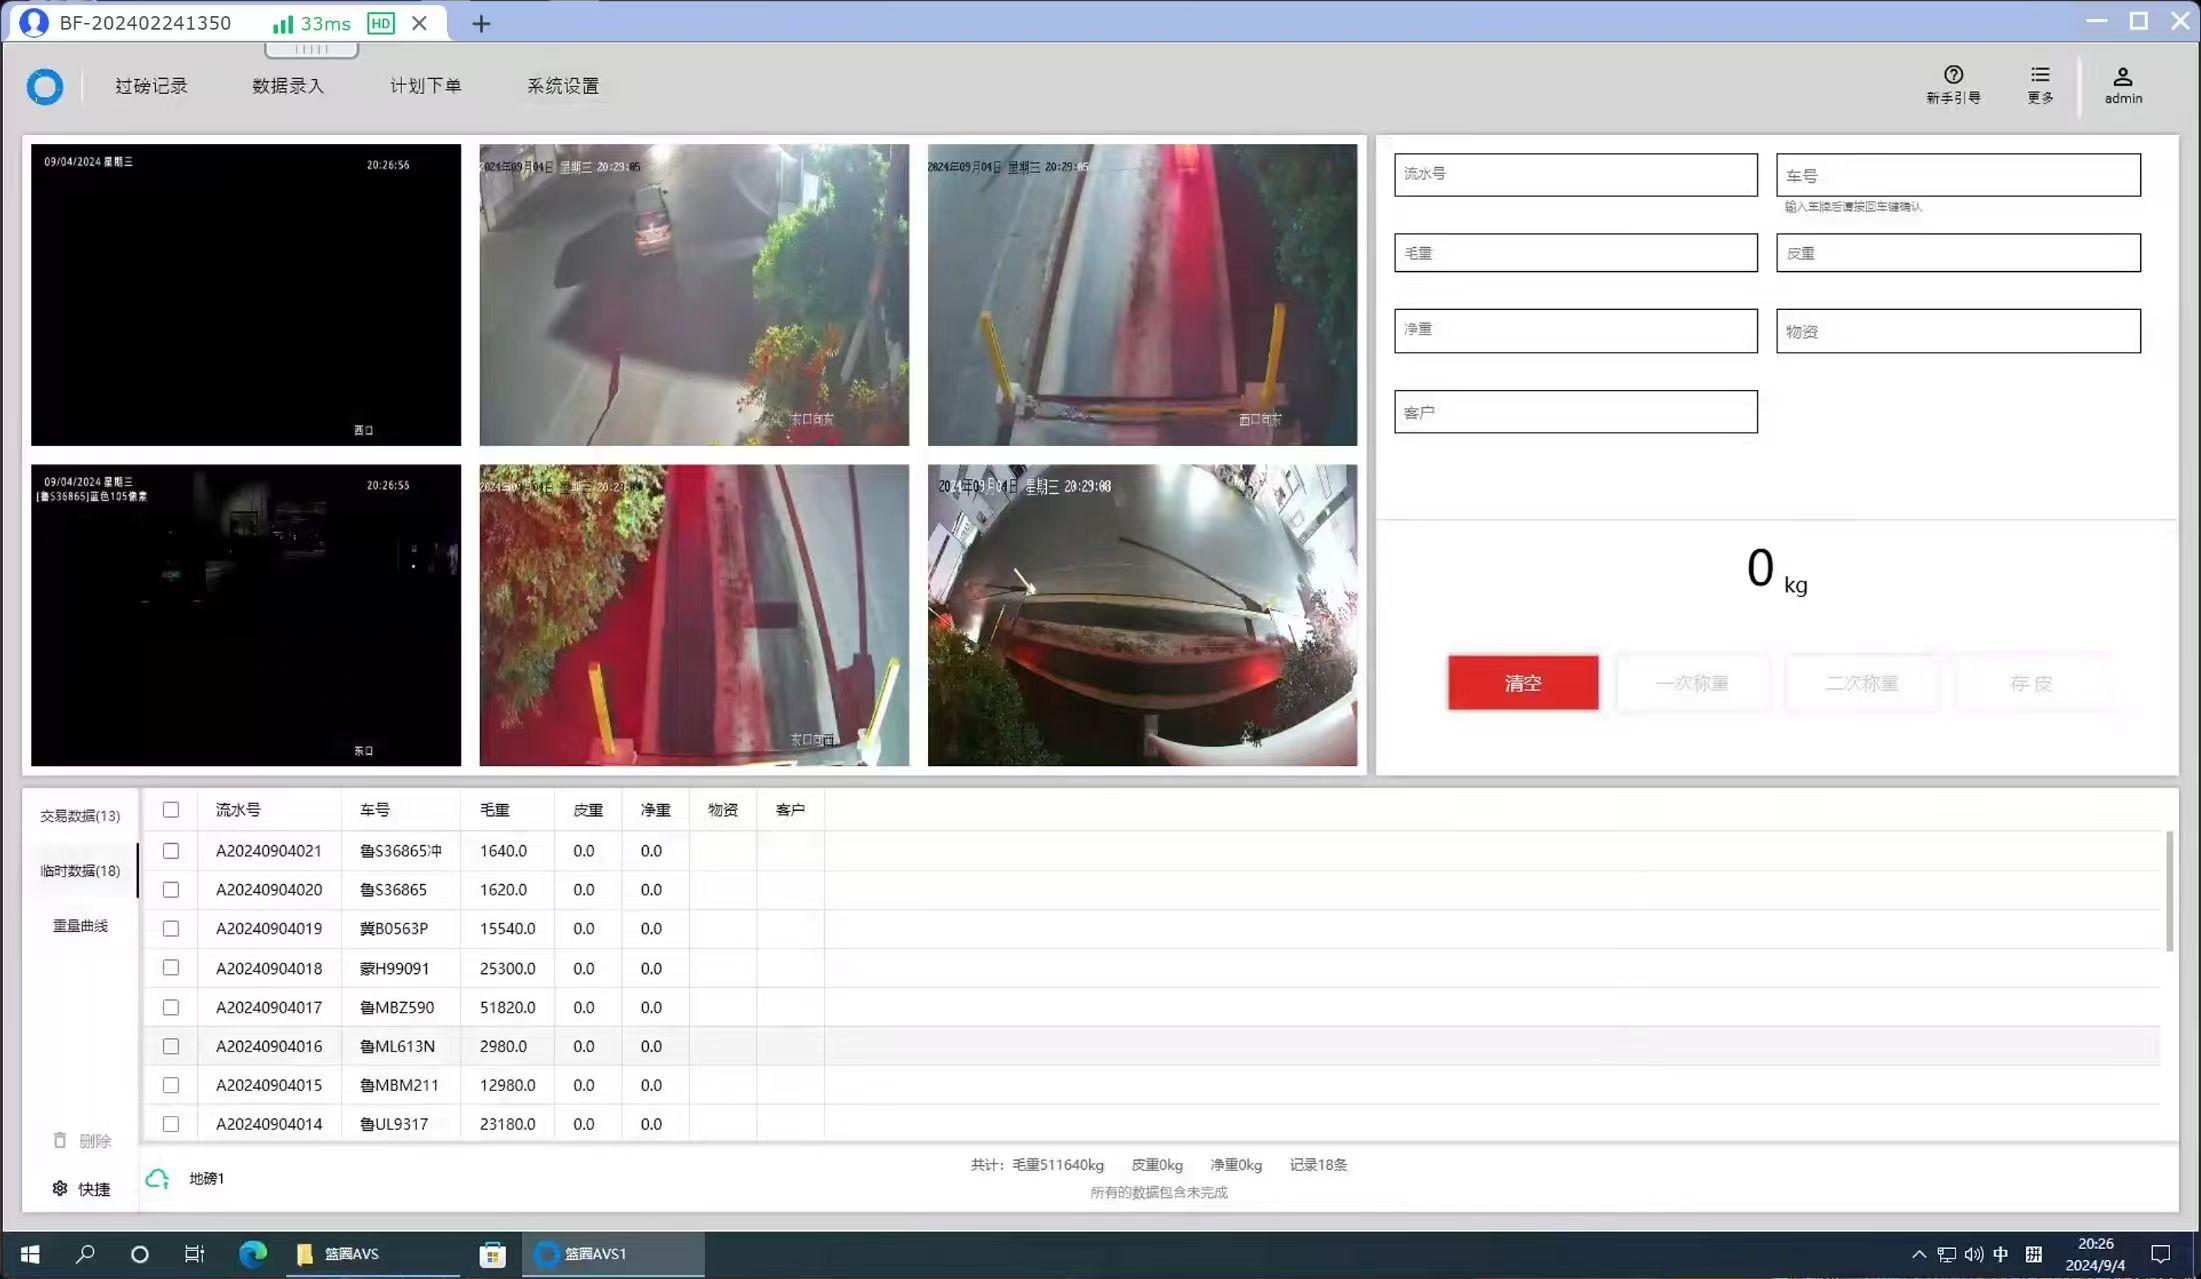 BF-202402241350 33ms HD
过磅记录 数据录入 计划下单 系统设置 新手引导 更多 admin
09/04/2024 星期三 20:26:56
西口
2024年09月04日 星期三 20:29:05
东口向东
2024年09月04日 星期三 20:29:05
西口向东
09/04/2024 星期三 20:26:55
[鲁S36865]蓝色105像素
东口
2024年09月04日 星期三 20:29:
东口向西
2024年09月04日 星期三 20:29:08
全景
流水号 车号
输入车牌后请按回车键确认
毛重 皮重
净重 物资
客户
0 kg
清空 一次称重 二次称重 存皮
交易数据(13)
临时数据(18)
重量曲线
删除
快捷
流水号 车号 毛重 皮重 净重 物资 客户
A20240904021 鲁S36865冲 1640.0 0.0 0.0
A20240904020 鲁S36865 1620.0 0.0 0.0
A20240904019 冀B0563P 15540.0 0.0 0.0
A20240904018 蒙H99091 25300.0 0.0 0.0
A20240904017 鲁MBZ590 51820.0 0.0 0.0
A20240904016 鲁ML613N 2980.0 0.0 0.0
A20240904015 鲁MBM211 12980.0 0.0 0.0
A20240904014 鲁UL9317 23180.0 0.0 0.0
地磅1
共计：毛重511640kg 皮重0kg 净重0kg 记录18条
所有的数据包含未完成
篮圈AVS 篮圈AVS1 中 拼
20:26
2024/9/4